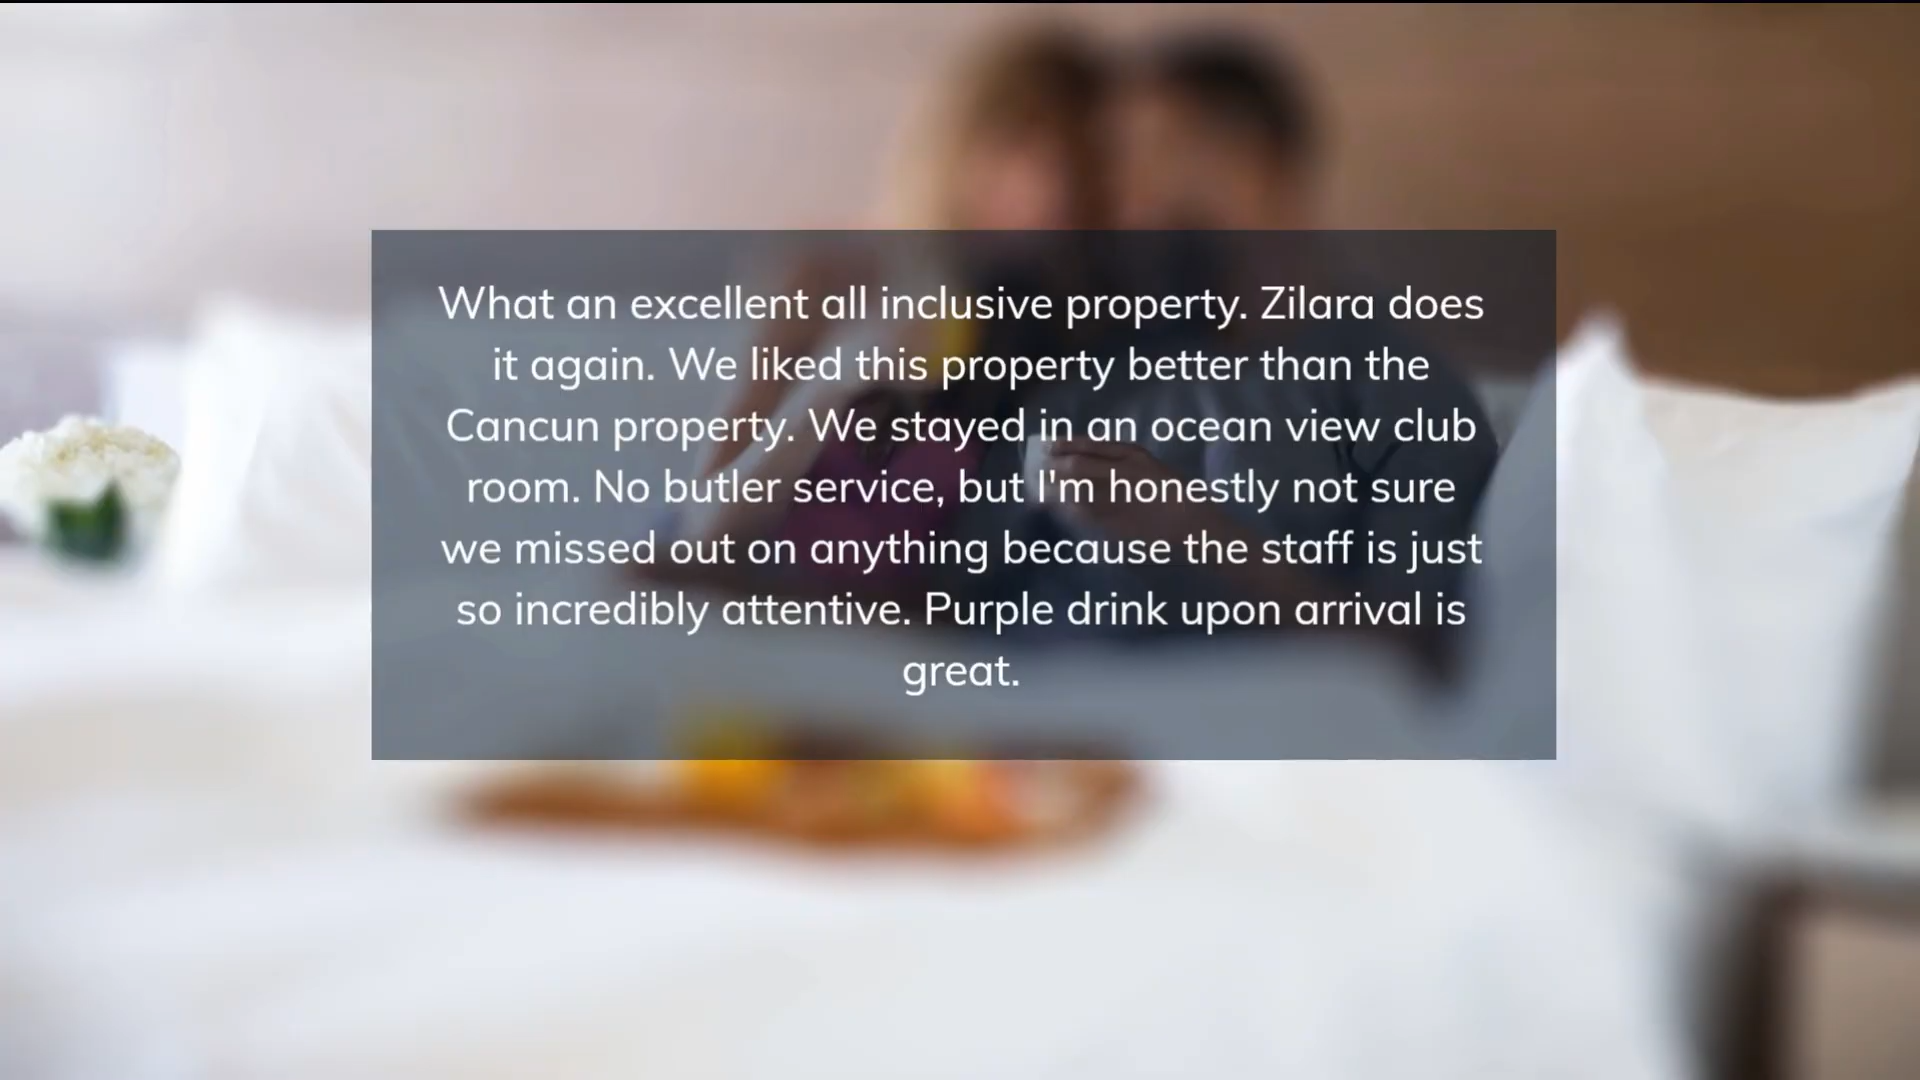 What an excellent all inclusive property. Zilara does
it again. We liked this property better than the
Cancun property. We stayed in an ocean view club
room. No butler service, but I'm honestly not sure
we missed out on anything because the staff is just
so incredibly attentive. Purple drink upon arrival is
great.